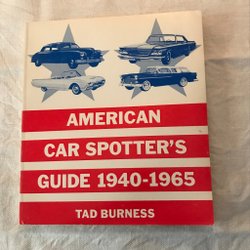 AMERICAN
CAR SPOTTER'S
GUIDE 1940-1965
TAD BURNESS